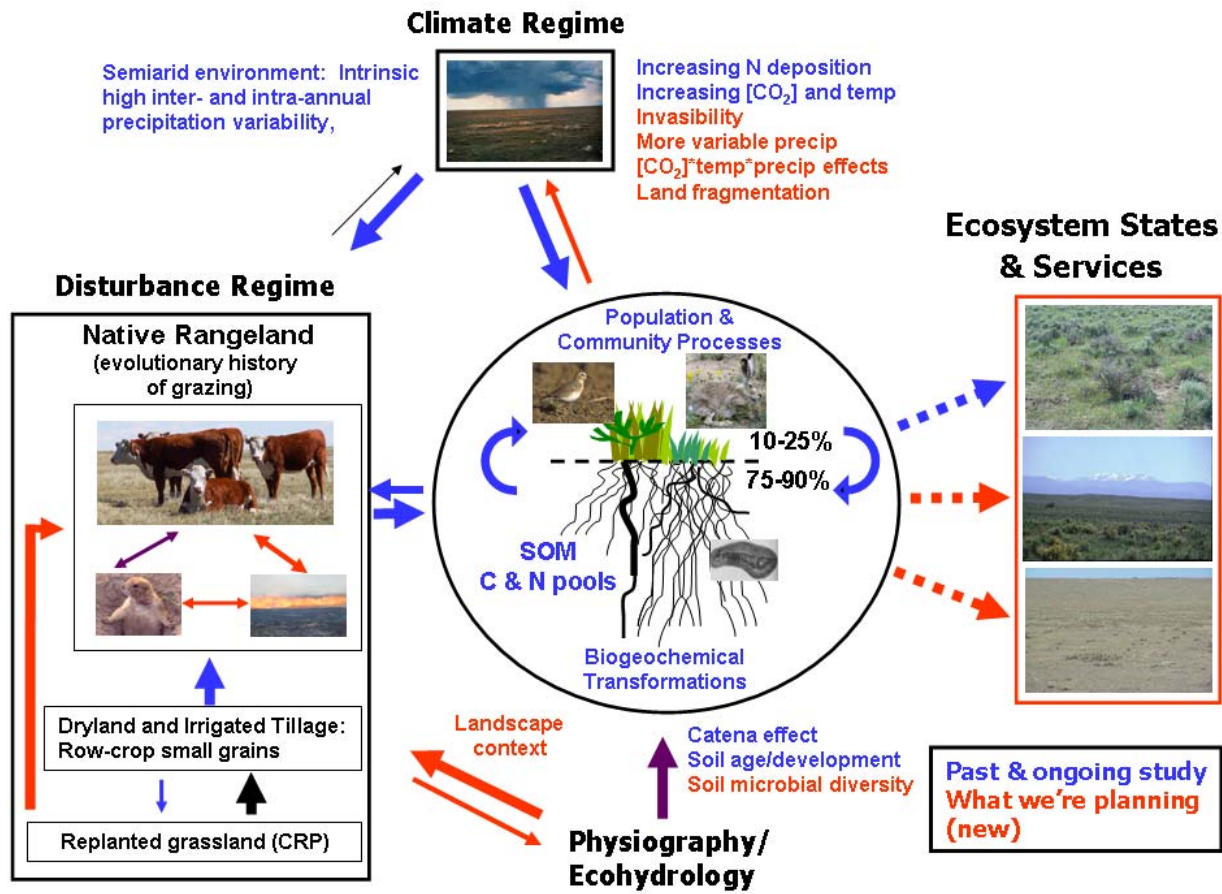 Climate Regime
Semiarid environment:  Intrinsic
high inter- and intra-annual
precipitation variability,
Increasing N deposition
Increasing [CO₂] and temp
Invasibility
More variable precip
[CO₂]*temp*precip effects
Land fragmentation
Ecosystem States
& Services
Disturbance Regime
Native Rangeland
(evolutionary history
of grazing)
Population &
Community Processes
10-25%
75-90%
SOM
C & N pools
Biogeochemical
Transformations
Dryland and Irrigated Tillage:
Row-crop small grains
Replanted grassland (CRP)
Landscape
context
Catena effect
Soil age/development
Soil microbial diversity
Physiography/
Ecohydrology
Past & ongoing study
What we're planning
(new)